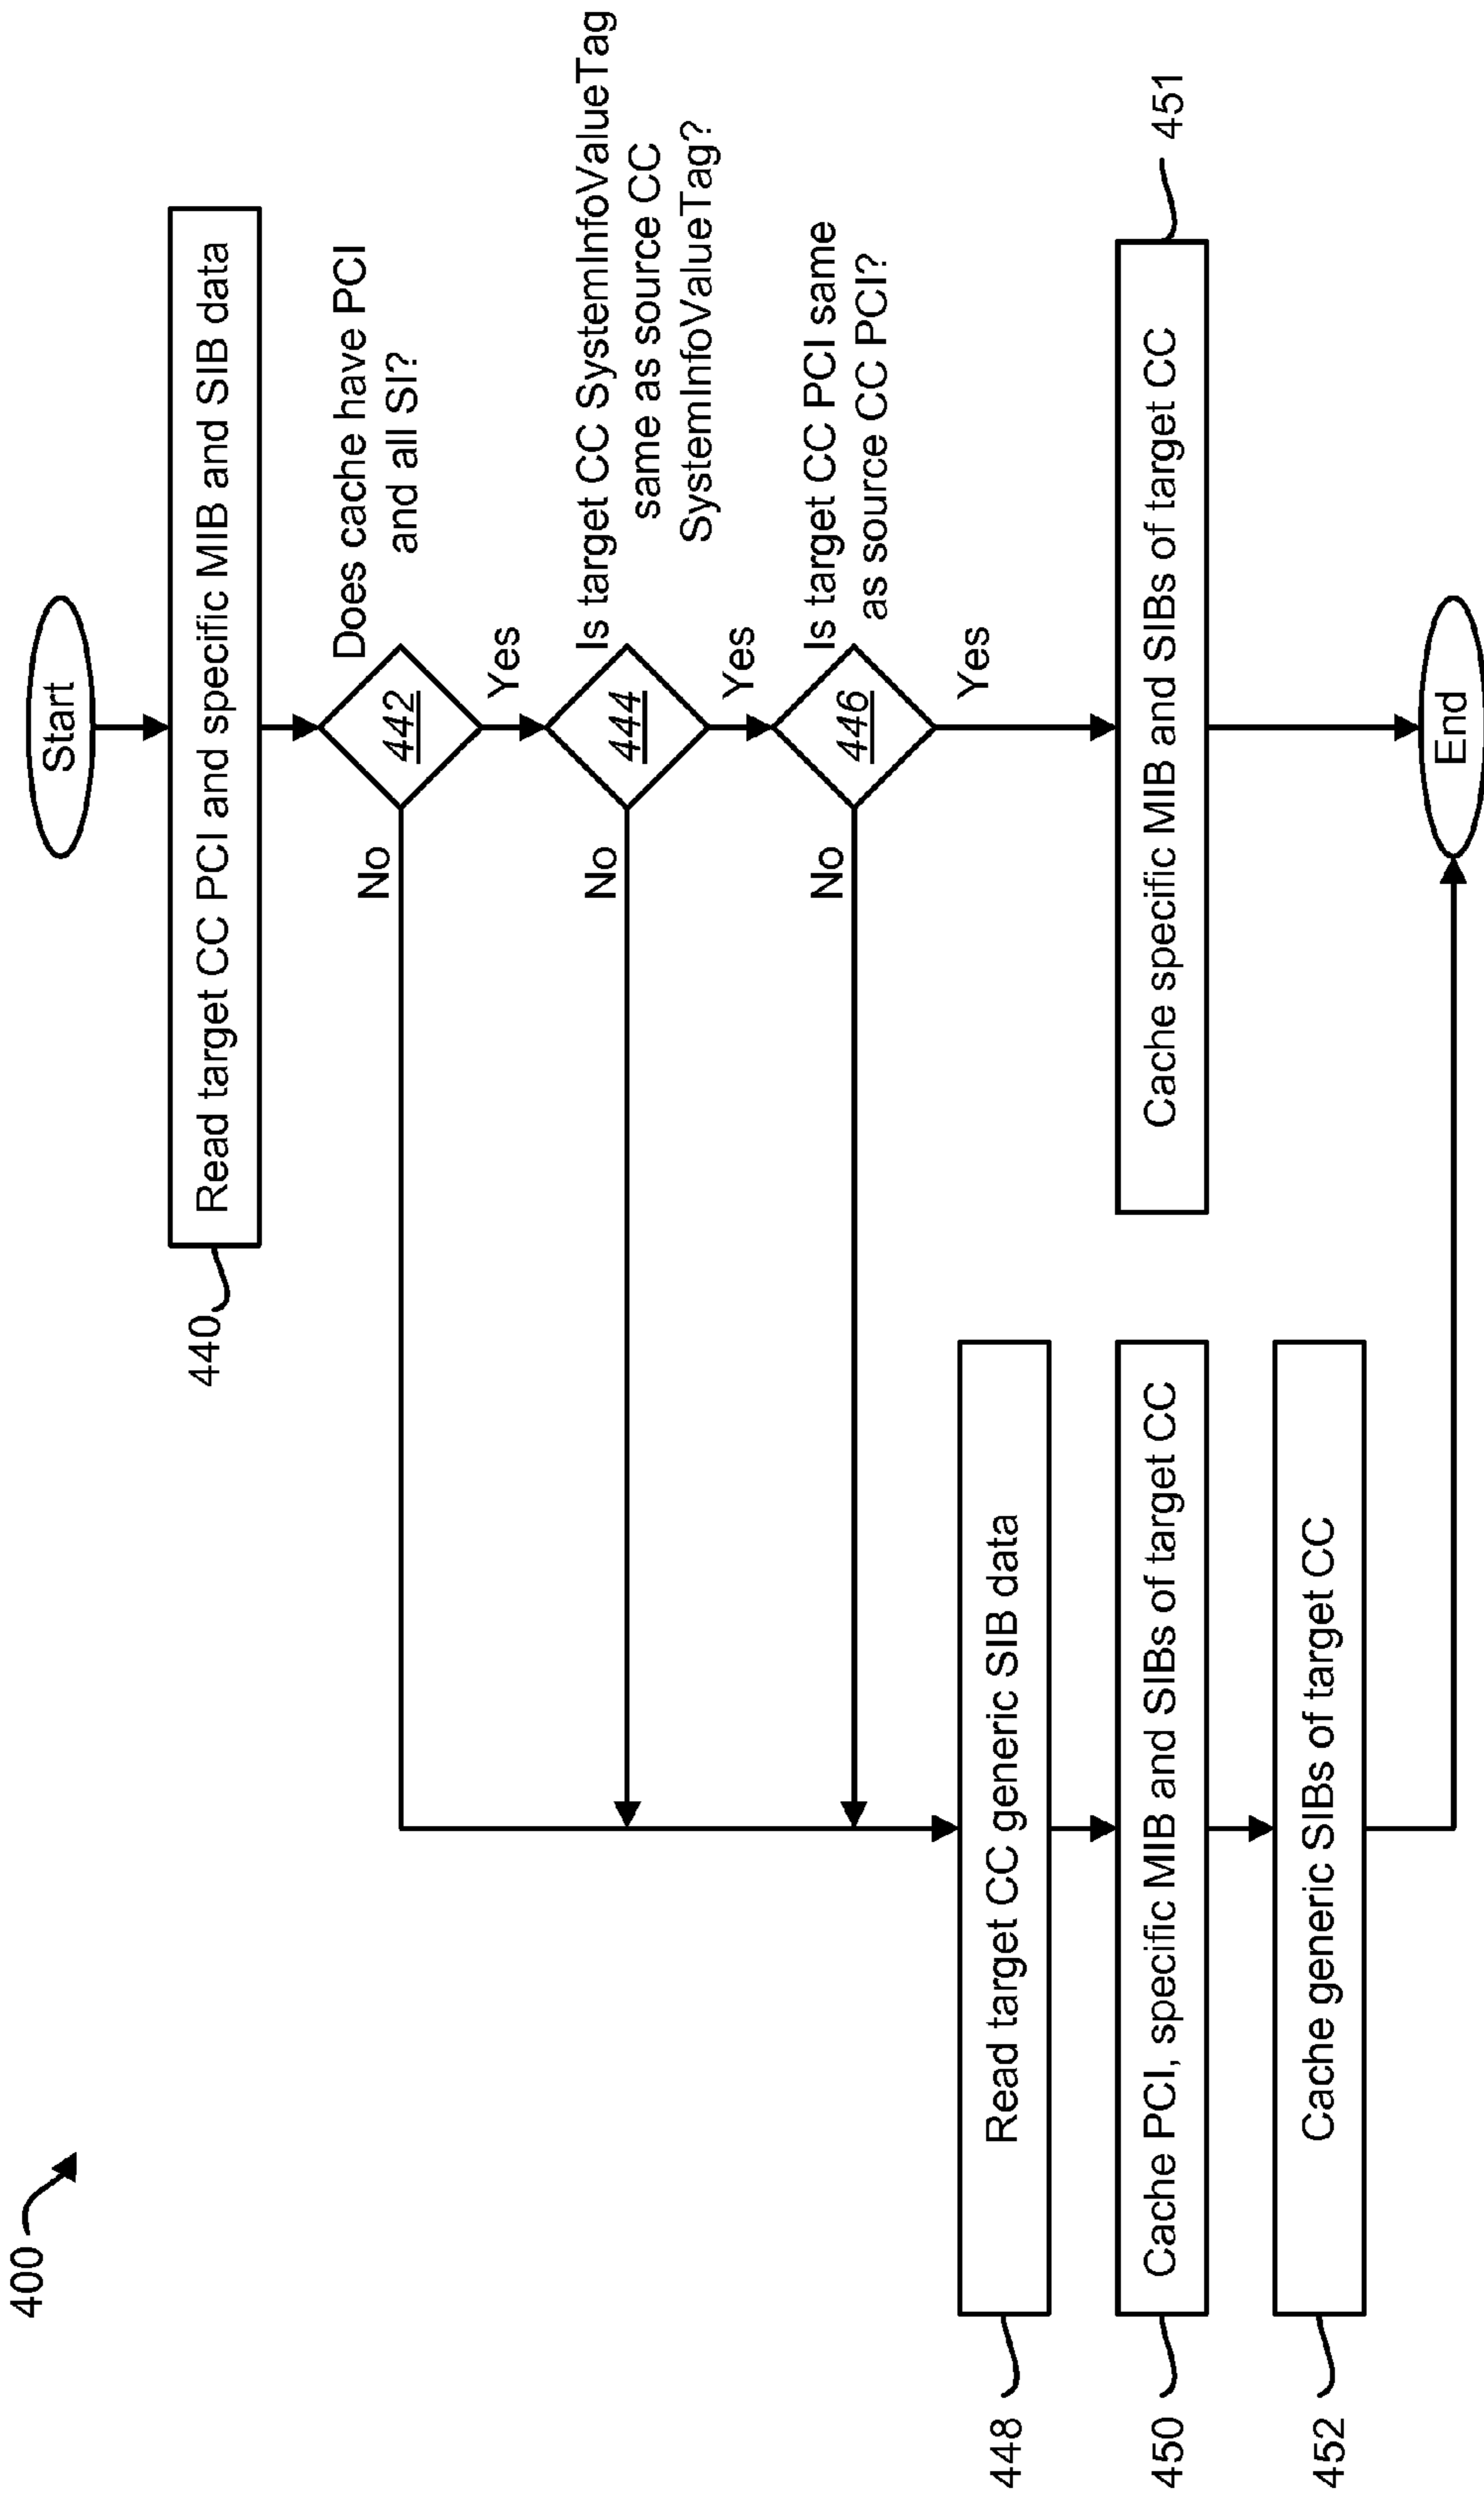 400
Start
440
Read target CC PCI and specific MIB and SIB data
Does cache have PCI
and all SI?
442
No
Yes
Is target CC SystemInfoValueTag
same as source CC
SystemInfoValueTag?
444
No
Yes
Is target CC PCI same
as source CC PCI?
446
No
Yes
448
Read target CC generic SIB data
450
Cache PCI, specific MIB and SIBs of target CC
Cache specific MIB and SIBs of target CC
451
452
Cache generic SIBs of target CC
End